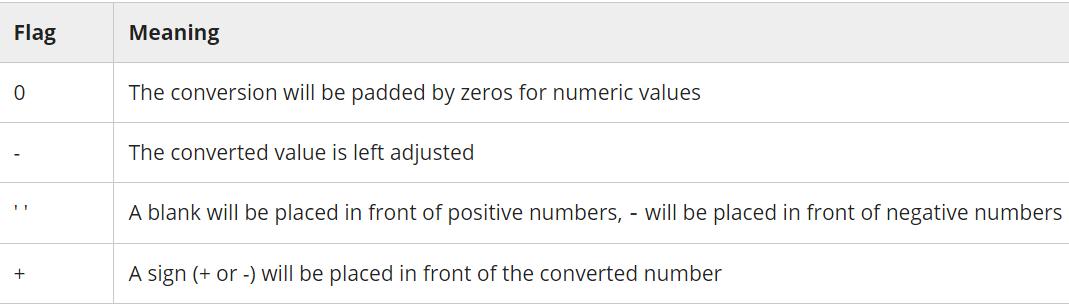 Flag Meaning
0 The conversion will be padded by zeros for numeric values
- The converted value is left adjusted
' ' A blank will be placed in front of positive numbers, - will be placed in front of negative numbers
+ A sign (+ or -) will be placed in front of the converted number